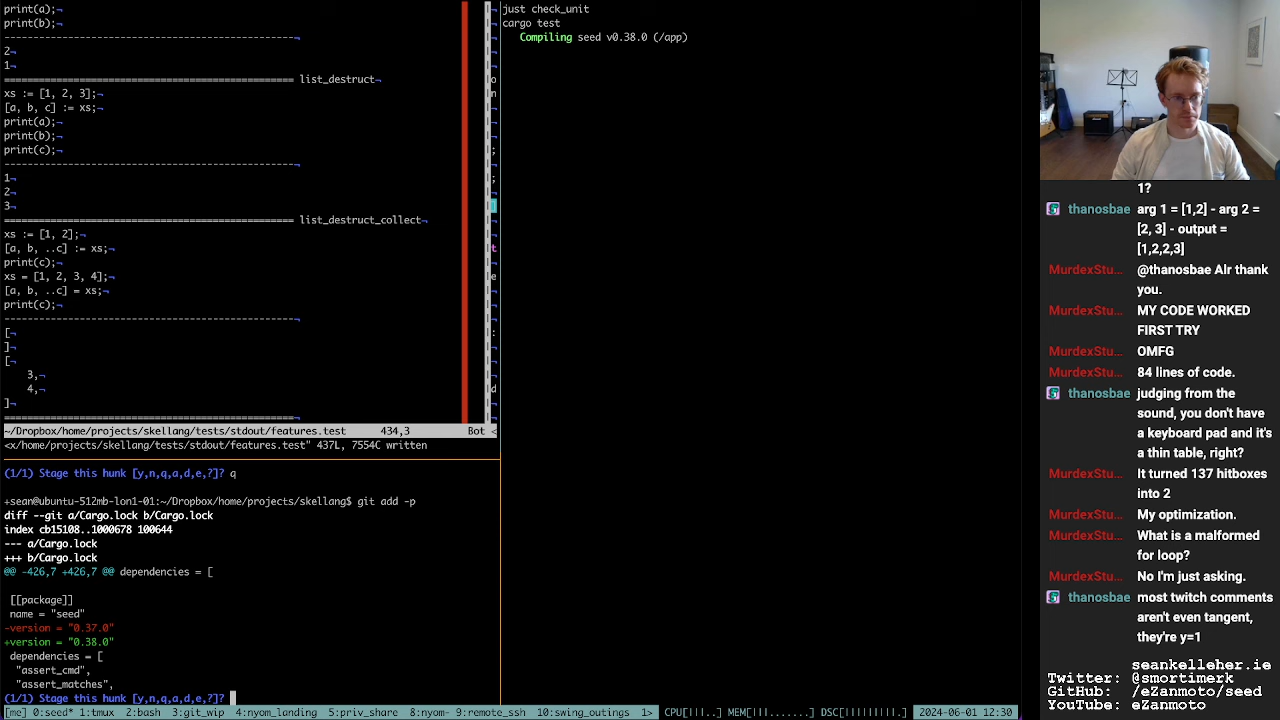 print(a);¬
print(b);¬
-------------------------------------------------------¬
2¬
1¬
================================================= list_destruct¬
xs := [1, 2, 3];¬
[a, b, c] := xs;¬
print(a);¬
print(b);¬
print(c);¬
-------------------------------------------------------¬
1¬
2¬
3¬
================================================= list_destruct_collect¬
xs := [1, 2];¬
[a, b, ..c] := xs;¬
print(c);¬
xs = [1, 2, 3, 4];¬
[a, b, ..c] = xs;¬
print(c);¬
-------------------------------------------------------¬
[¬
]¬
[¬
3,¬
4,¬
]¬
=======================================================¬
~/Dropbox/home/projects/skellang/tests/stdout/features.test 434,3 Bot <
<x/home/projects/skellang/tests/stdout/features.test" 437L, 7554C written
(1/1) Stage this hunk [y,n,q,a,d,e,?]? q
+sean@ubuntu-512mb-lon1-01:~/Dropbox/home/projects/skellang$ git add -p
diff --git a/Cargo.lock b/Cargo.lock
index cb15108..1000678 100644
--- a/Cargo.lock
+++ b/Cargo.lock
@@ -426,7 +426,7 @@ dependencies = [
[[package]]
name = "seed"
-version = "0.37.0"
+version = "0.38.0"
dependencies = [
"assert_cmd",
"assert_matches",
(1/1) Stage this hunk [y,n,q,a,d,e,?]?
just check_unit
cargo test
Compiling seed v0.38.0 (/app)
1?
thanosbae arg 1 = [1,2] - arg 2 =
[2, 3] - output =
[1,2,2,3]
MurdexStu... @thanosbae Alr thank
you.
MurdexStu... MY CODE WORKED
FIRST TRY
MurdexStu... OMFG
MurdexStu... 84 lines of code.
thanosbae judging from the
sound, you don't have
a keyboard pad and it's
a thin table, right?
MurdexStu... It turned 137 hitboxes
into 2
MurdexStu... My optimization.
MurdexStu... What is a malformed
for loop?
MurdexStu... No I'm just asking.
thanosbae most twitch comments
aren't even tangent,
they're y=1
seankelleher.ie
Twitter: @smortimerk
GitHub: /ezanmoto
[me] 0:seed* 1:tmux 2:bash 3:git_wip 4:nyom_landing 5:priv_share 8:nyom- 9:remote_ssh 10:swing_outings 1> CPU[|||..] MEM[|||.......] DSC[|||||||||.] 2024-06-01 12:30